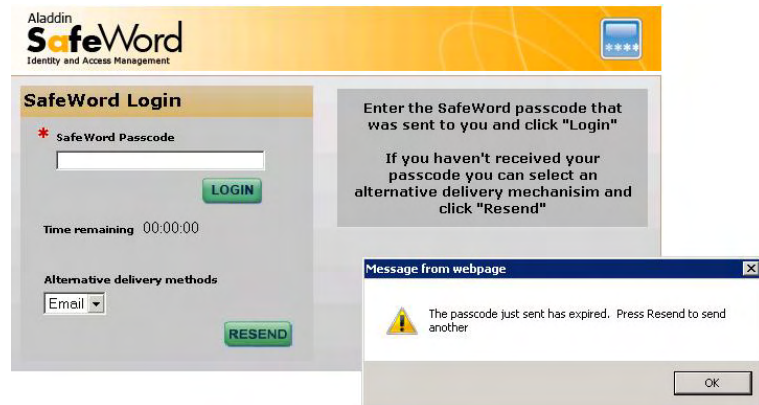 Aladdin
SafeWord
Identity and Access Management
****
SafeWord Login
* SafeWord Passcode
LOGIN
Time remaining 00:00:00
Alternative delivery methods
Email
RESEND
Enter the SafeWord passcode that
was sent to you and click "Login"
If you haven't received your
passcode you can select an
alternative delivery mechanisim and
click "Resend"
Message from webpage
The passcode just sent has expired. Press Resend to send
another
OK